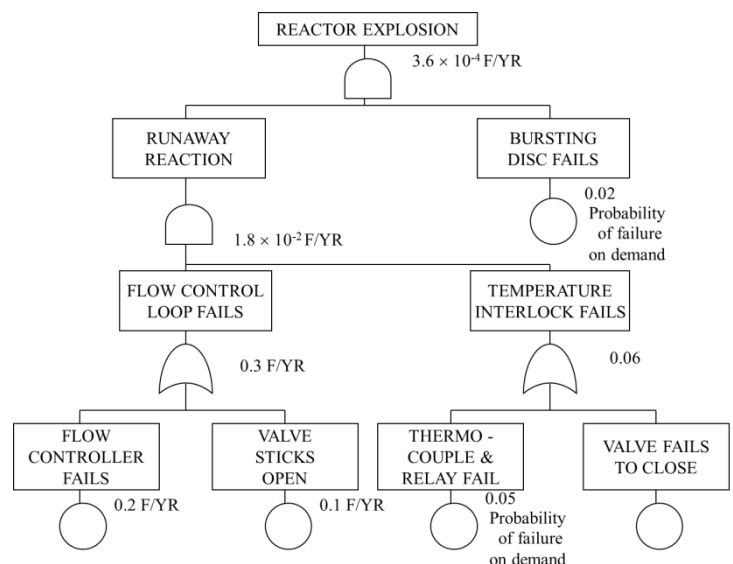 REACTOR EXPLOSION
3.6 × 10⁻⁴ F/YR
RUNAWAY
REACTION
BURSTING
DISC FAILS
0.02
Probability
of failure
on demand
1.8 × 10⁻² F/YR
FLOW CONTROL
LOOP FAILS
TEMPERATURE
INTERLOCK FAILS
0.3 F/YR
0.06
FLOW
CONTROLLER
FAILS
VALVE
STICKS
OPEN
THERMO -
COUPLE &
RELAY FAIL
VALVE FAILS
TO CLOSE
0.2 F/YR
0.1 F/YR
0.05
Probability
of failure
on demand